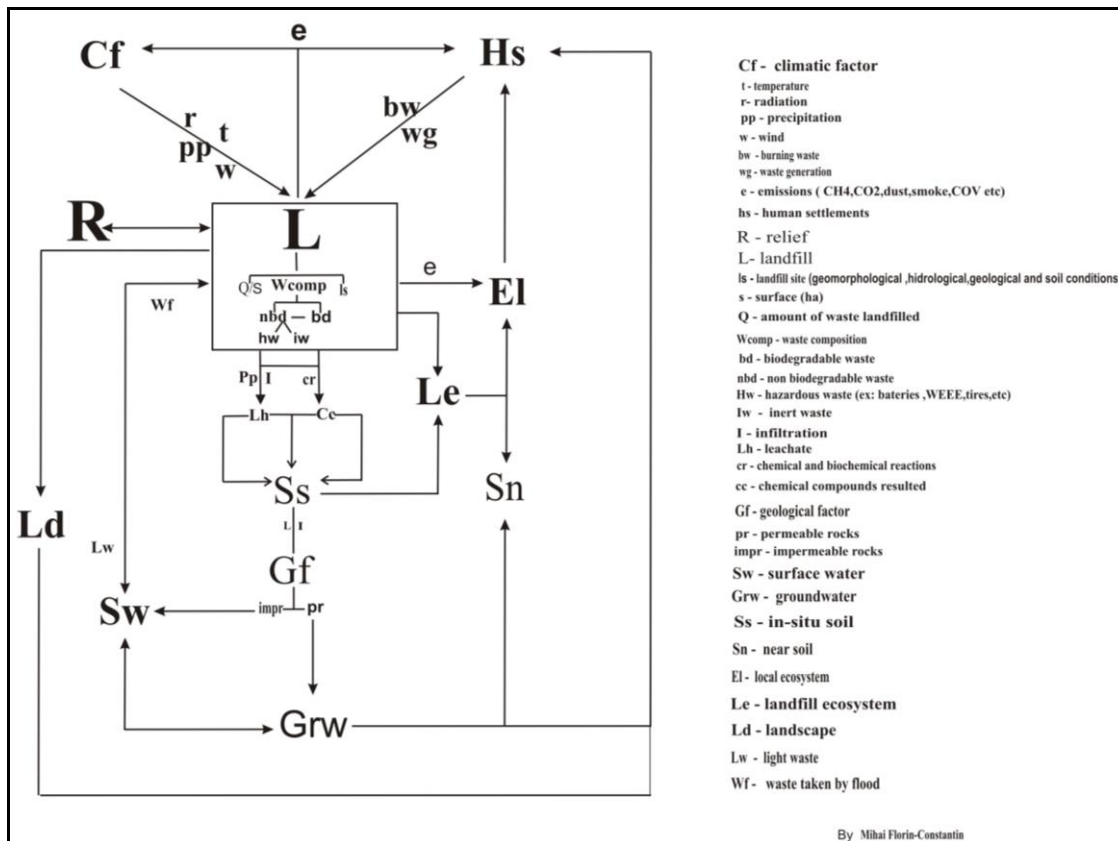 e
Cf
Hs
r
t
pp
w
bw
wg
R
L
Q/S Wcomp ls
nbd — bd
hw iw
e
El
Wf
Pp I cr
Le
Lh Cc
Ss
Sn
Ld
L I
Lw
Gf
Sw
impr pr
Grw
Cf - climatic factor
t - temperature
r- radiation
pp - precipitation
w - wind
bw - burning waste
wg - waste generation
e - emissions ( CH4,CO2,dust,smoke,COV etc)
hs - human settlements
R - relief
L- landfill
ls - landfill site (geomorphological ,hidrological,geological and soil conditions
s - surface (ha)
Q - amount of waste landfilled
Wcomp - waste composition
bd - biodegradable waste
nbd - non biodegradable waste
Hw - hazardous waste (ex: bateries ,WEEE,tires,etc)
Iw - inert waste
I - infiltration
Lh - leachate
cr - chemical and biochemical reactions
cc - chemical compounds resulted
Gf - geological factor
pr - permeable rocks
impr - impermeable rocks
Sw - surface water
Grw - groundwater
Ss - in-situ soil
Sn - near soil
El - local ecosystem
Le - landfill ecosystem
Ld - landscape
Lw - light waste
Wf - waste taken by flood
By Mihai Florin-Constantin